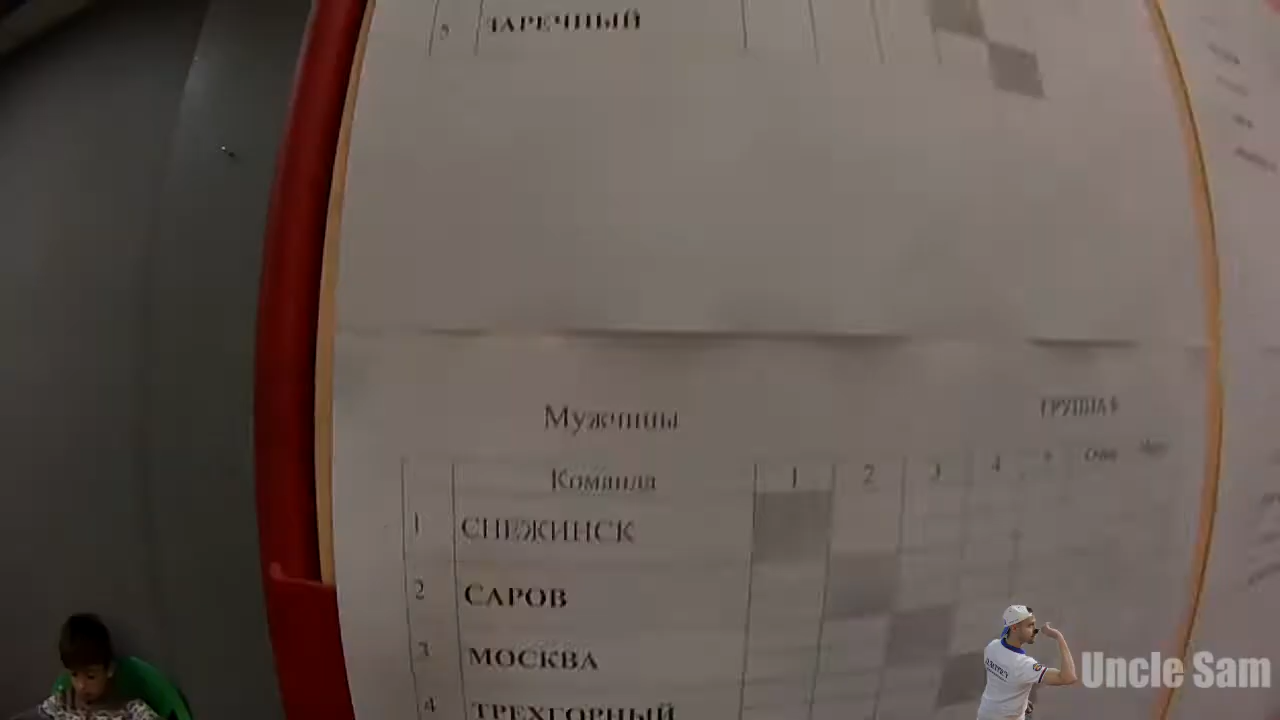 5 ЗАРЕЧНЫЙ
Мужчины
ГРУППА
Команда 1 2 3 4 Очки
1 СНЕЖИНСК
2 САРОВ
3 МОСКВА
4 ТРЕХГОРНЫЙ
Uncle Sam